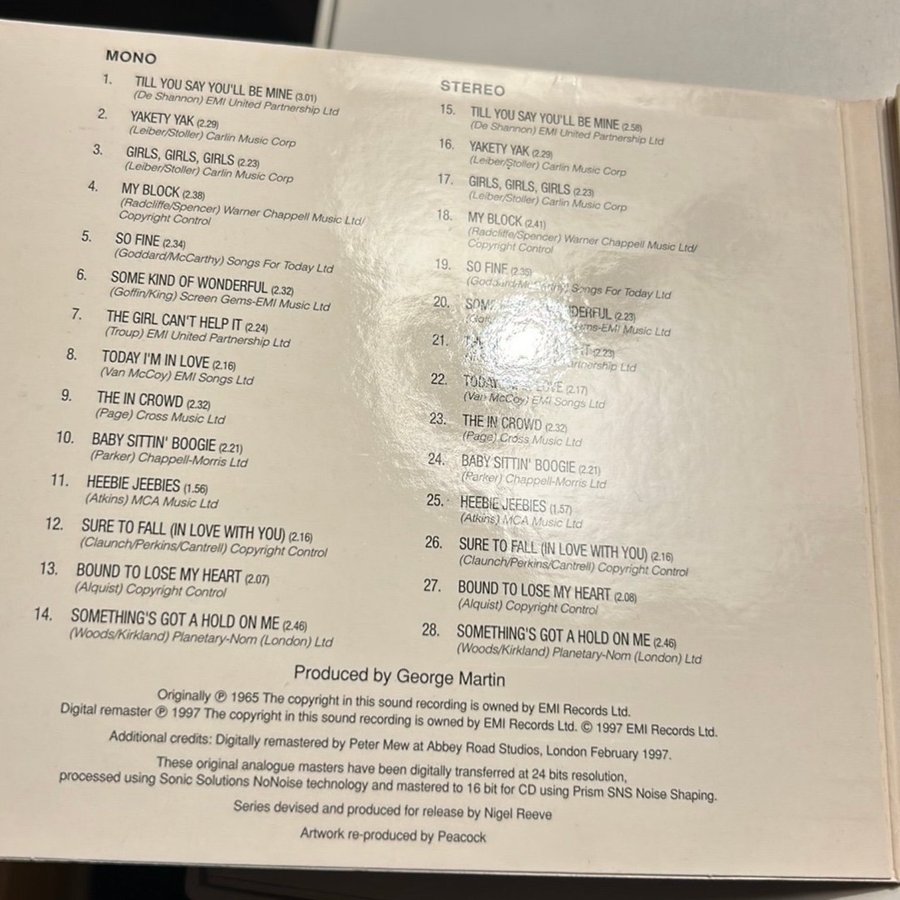 MONO
1. TILL YOU SAY YOU'LL BE MINE (3.01)
(De Shannon) EMI United Partnership Ltd
2. YAKETY YAK (2.29)
(Leiber/Stoller) Carlin Music Corp
3. GIRLS, GIRLS, GIRLS (2.23)
(Leiber/Stoller) Carlin Music Corp
4. MY BLOCK (2.38)
(Radcliffe/Spencer) Warner Chappell Music Ltd/
Copyright Control
5. SO FINE (2.34)
(Goddard/McCarthy) Songs For Today Ltd
6. SOME KIND OF WONDERFUL (2.32)
(Goffin/King) Screen Gems-EMI Music Ltd
7. THE GIRL CAN'T HELP IT (2.24)
(Troup) EMI United Partnership Ltd
8. TODAY I'M IN LOVE (2.16)
(Van McCoy) EMI Songs Ltd
9. THE IN CROWD (2.32)
(Page) Cross Music Ltd
10. BABY SITTIN' BOOGIE (2.21)
(Parker) Chappell-Morris Ltd
11. HEEBIE JEEBIES (1.56)
(Atkins) MCA Music Ltd
12. SURE TO FALL (IN LOVE WITH YOU) (2.16)
(Claunch/Perkins/Cantrell) Copyright Control
13. BOUND TO LOSE MY HEART (2.07)
(Alquist) Copyright Control
14. SOMETHING'S GOT A HOLD ON ME (2.46)
(Woods/Kirkland) Planetary-Nom (London) Ltd
STEREO
15. TILL YOU SAY YOU'LL BE MINE (2.58)
(De Shannon) EMI United Partnership Ltd
16. YAKETY YAK (2.29)
(Leiber/Stoller) Carlin Music Corp
17. GIRLS, GIRLS, GIRLS (2.23)
(Leiber/Stoller) Carlin Music Corp
18. MY BLOCK (2.41)
(Radcliffe/Spencer) Warner Chappell Music Ltd/
Copyright Control
19. SO FINE (2.35)
(Goddard/McCarthy) Songs For Today Ltd
20. (2.23)
Music Ltd
21. (2.23)
Ltd
22. TODAY LOVE (2.17)
(Van McCoy) EMI Songs Ltd
23. THE IN CROWD (2.32)
(Page) Cross Music Ltd
24. BABY SITTIN' BOOGIE (2.21)
(Parker) Chappell-Morris Ltd
25. HEEBIE JEEBIES (1.57)
(Atkins) MCA Music Ltd
26. SURE TO FALL (IN LOVE WITH YOU) (2.16)
(Claunch/Perkins/Cantrell) Copyright Control
27. BOUND TO LOSE MY HEART (2.08)
(Alquist) Copyright Control
28. SOMETHING'S GOT A HOLD ON ME (2.46)
(Woods/Kirkland) Planetary-Nom (London) Ltd
Produced by George Martin
Originally ℗ 1965 The copyright in this sound recording is owned by EMI Records Ltd.
Digital remaster ℗ 1997 The copyright in this sound recording is owned by EMI Records Ltd. © 1997 EMI Records Ltd.
Additional credits: Digitally remastered by Peter Mew at Abbey Road Studios, London February 1997.
These original analogue masters have been digitally transferred at 24 bits resolution,
processed using Sonic Solutions NoNoise technology and mastered to 16 bit for CD using Prism SNS Noise Shaping.
Series devised and produced for release by Nigel Reeve
Artwork re-produced by Peacock